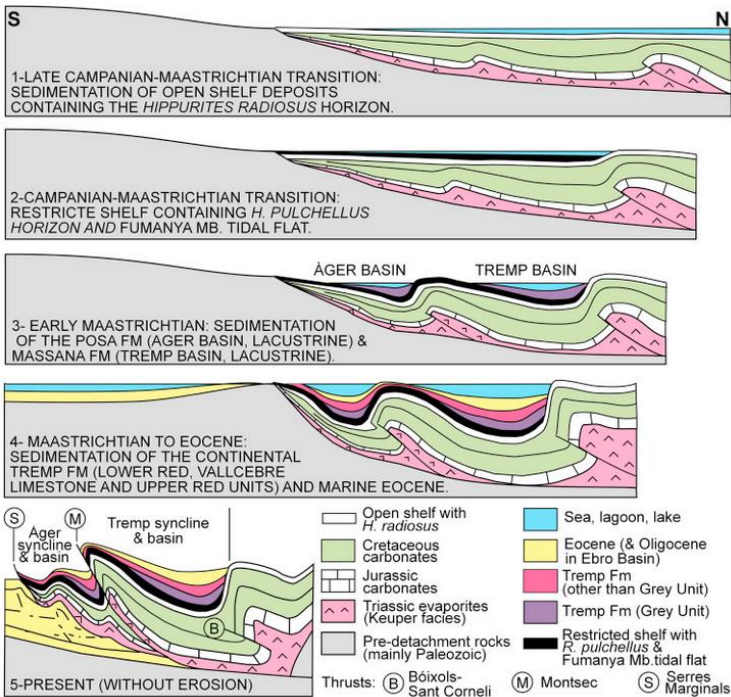 S
N
1-LATE CAMPANIAN-MAASTRICHTIAN TRANSITION:
SEDIMENTATION OF OPEN SHELF DEPOSITS
CONTAINING THE HIPPURITES RADIOSUS HORIZON.
2-CAMPANIAN-MAASTRICHTIAN TRANSITION:
RESTRICTE SHELF CONTAINING H. PULCHELLUS
HORIZON AND FUMANYA MB. TIDAL FLAT.
ÀGER BASIN
TREMP BASIN
3- EARLY MAASTRICHTIAN: SEDIMENTATION
OF THE POSA FM (AGER BASIN, LACUSTRINE) &
MASSANA FM (TREMP BASIN, LACUSTRINE).
4- MAASTRICHTIAN TO EOCENE:
SEDIMENTATION OF THE CONTINENTAL
TREMP FM (LOWER RED, VALLCEBRE
LIMESTONE AND UPPER RED UNITS) AND MARINE EOCENE.
S
M
Àger
syncline
& basin
Tremp syncline
& basin
B
5-PRESENT (WITHOUT EROSION)
Open shelf with
H. radiosus
Cretaceous
carbonates
Jurassic
carbonates
Triassic evaporites
(Keuper facies)
Pre-detachment rocks
(mainly Paleozoic)
Sea, lagoon, lake
Eocene (& Oligocene
in Ebro Basin)
Tremp Fm
(other than Grey Unit)
Tremp Fm (Grey Unit)
Restricted shelf with
R. pulchellus &
Fumanya Mb.tidal flat
Thrusts: B Bóixols-
Sant Corneli
M Montsec
S Serres
Marginals